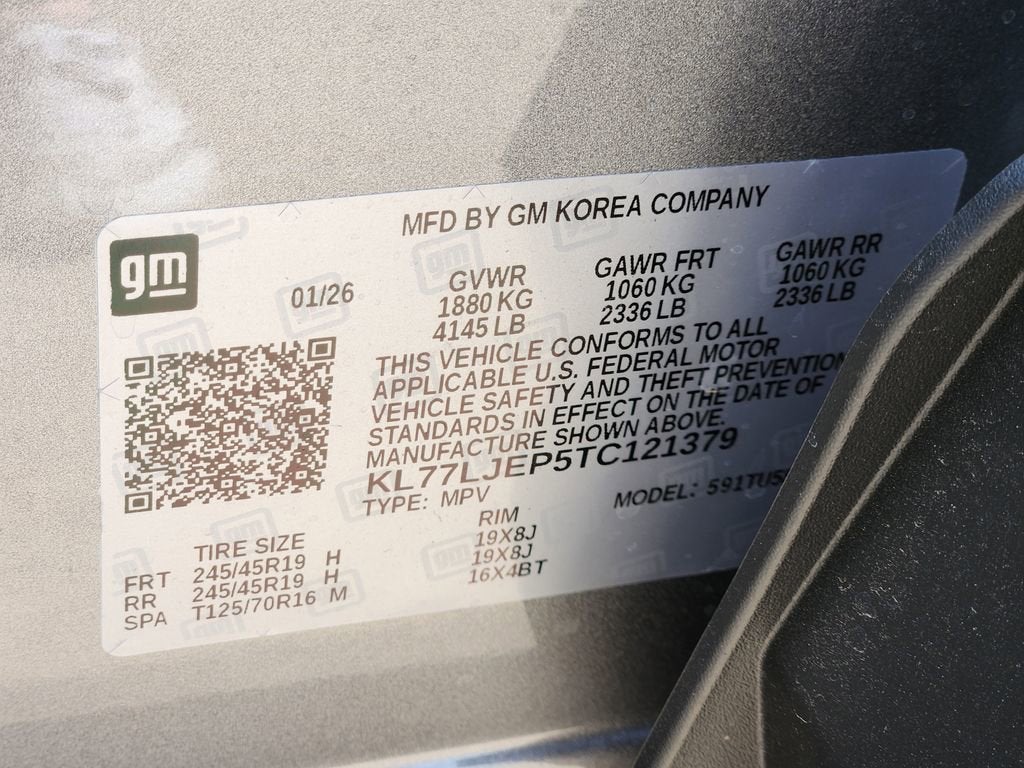 gm
MFD BY GM KOREA COMPANY
01/26
GVWR
1880 KG
4145 LB
GAWR FRT
1060 KG
2336 LB
GAWR RR
1060 KG
2336 LB
THIS VEHICLE CONFORMS TO ALL
APPLICABLE U.S. FEDERAL MOTOR
VEHICLE SAFETY AND THEFT PREVENTION
STANDARDS IN EFFECT ON THE DATE OF
MANUFACTURE SHOWN ABOVE.
KL77LJEP5TC121379
TYPE: MPV MODEL:
TIRE SIZE RIM
FRT 245/45R19 H 19X8J
RR 245/45R19 H 19X8J
SPA T125/70R16 M 16X4BT